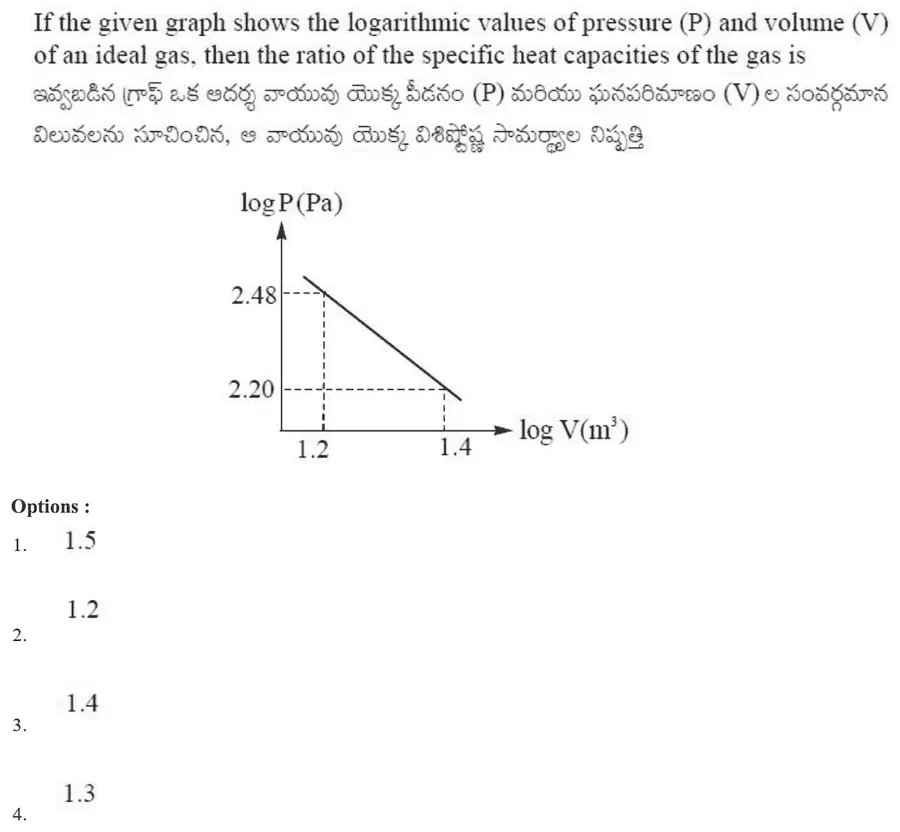 If the given graph shows the logarithmic values of pressure (P) and volume (V)
of an ideal gas, then the ratio of the specific heat capacities of the gas is
ఇవ్వబడిన గ్రాఫ్ ఒక ఆదర్శ వాయువు యొక్క పీడనం (P) మరియు ఘనపరిమాణం (V) ల సంవర్గమాన
విలువలను సూచించిన, ఆ వాయువు యొక్క విశిష్టోష్ణ సామర్థ్యాల నిష్పత్తి
log P (Pa)
2.48
2.20
log V(m³)
1.2
1.4
Options :
1. 1.5
2. 1.2
3. 1.4
4. 1.3